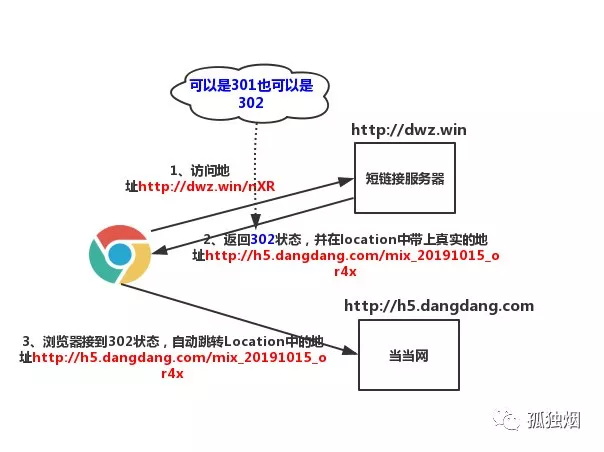 可以是301也可以是
302
http://dwz.win
1、访问地
址http://dwz.win/nXR
短链接服务器
2、返回302状态，并在location中带上真实的地
址http://h5.dangdang.com/mix_20191015_o
r4x
http://h5.dangdang.com
3、浏览器接到302状态，自动跳转Location中的地
址http://h5.dangdang.com/mix_20191015_o
r4x
当当网
孤独烟